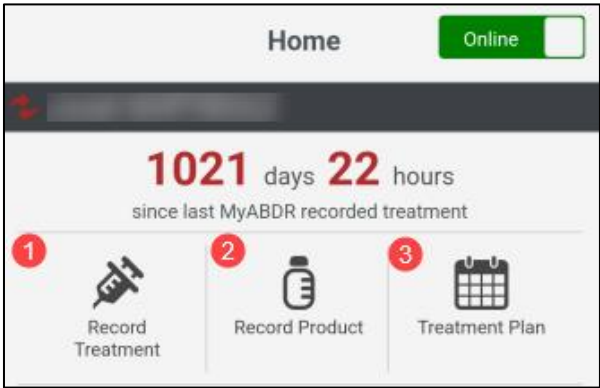 Home
Online
1021 days 22 hours
since last MyABDR recorded treatment
1
2
3
Record
Treatment
Record Product
Treatment Plan